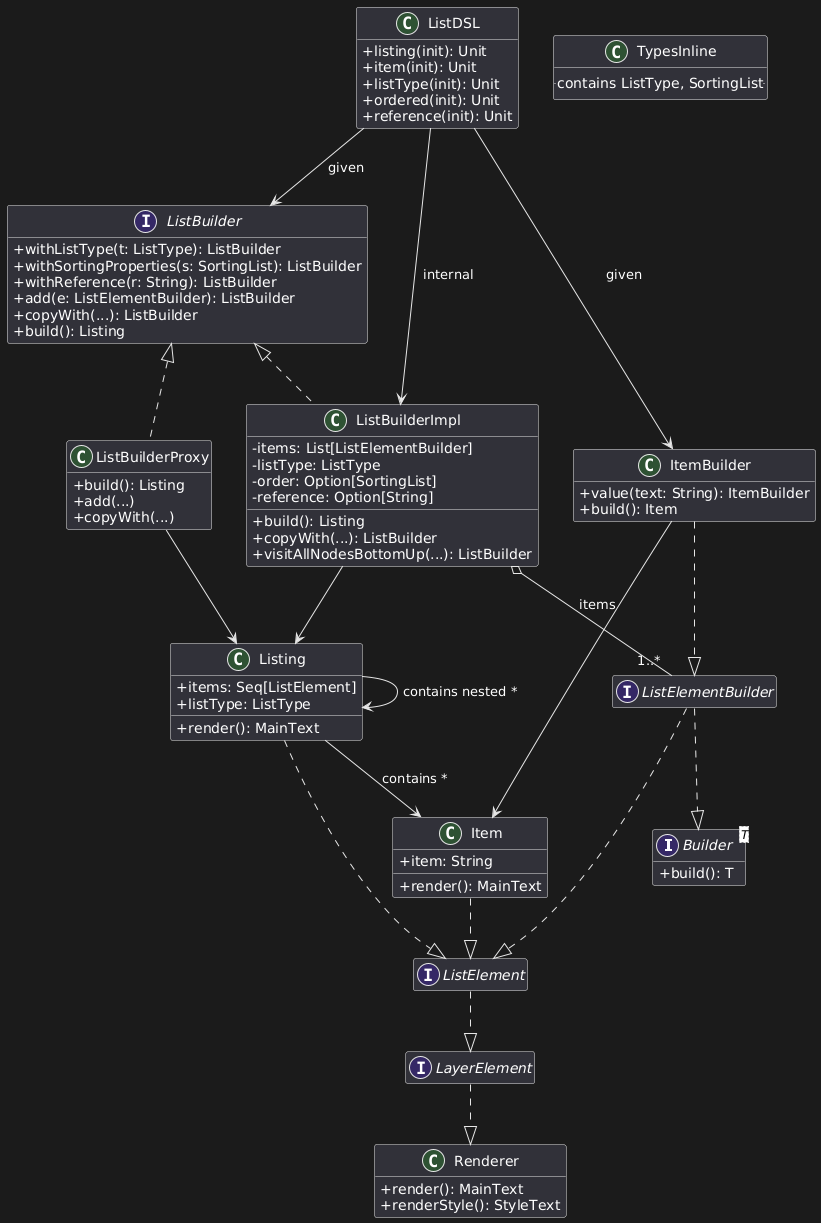 C ListDSL
+listing(init): Unit
+item(init): Unit
+listType(init): Unit
+ordered(init): Unit
+reference(init): Unit
C TypesInline
contains ListType, SortingList
given
I ListBuilder
+withListType(t: ListType): ListBuilder
+withSortingProperties(s: SortingList): ListBuilder
+withReference(r: String): ListBuilder
+add(e: ListElementBuilder): ListBuilder
+copyWith(...): ListBuilder
+build(): Listing
internal
given
C ListBuilderProxy
+build(): Listing
+add(...)
+copyWith(...)
C ListBuilderImpl
-items: List[ListElementBuilder]
-listType: ListType
-order: Option[SortingList]
-reference: Option[String]
+build(): Listing
+copyWith(...): ListBuilder
+visitAllNodesBottomUp(...): ListBuilder
C ItemBuilder
+value(text: String): ItemBuilder
+build(): Item
items
1..*
C Listing
+items: Seq[ListElement]
+listType: ListType
+render(): MainText
contains nested *
I ListElementBuilder
contains *
C Item
+item: String
+render(): MainText
I Builder
T
+build(): T
I ListElement
I LayerElement
C Renderer
+render(): MainText
+renderStyle(): StyleText